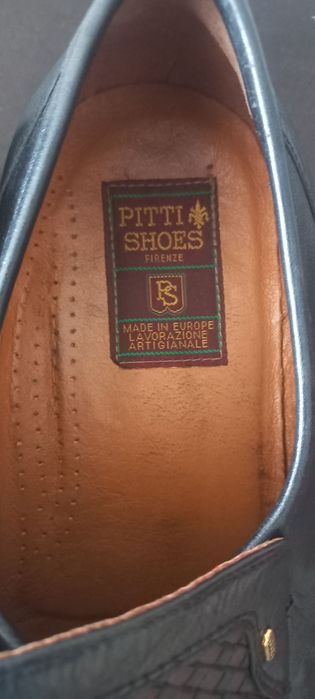 PITTI
SHOES
FIRENZE
PS
MADE IN EUROPE
LAVORAZIONE
ARTIGIANALE